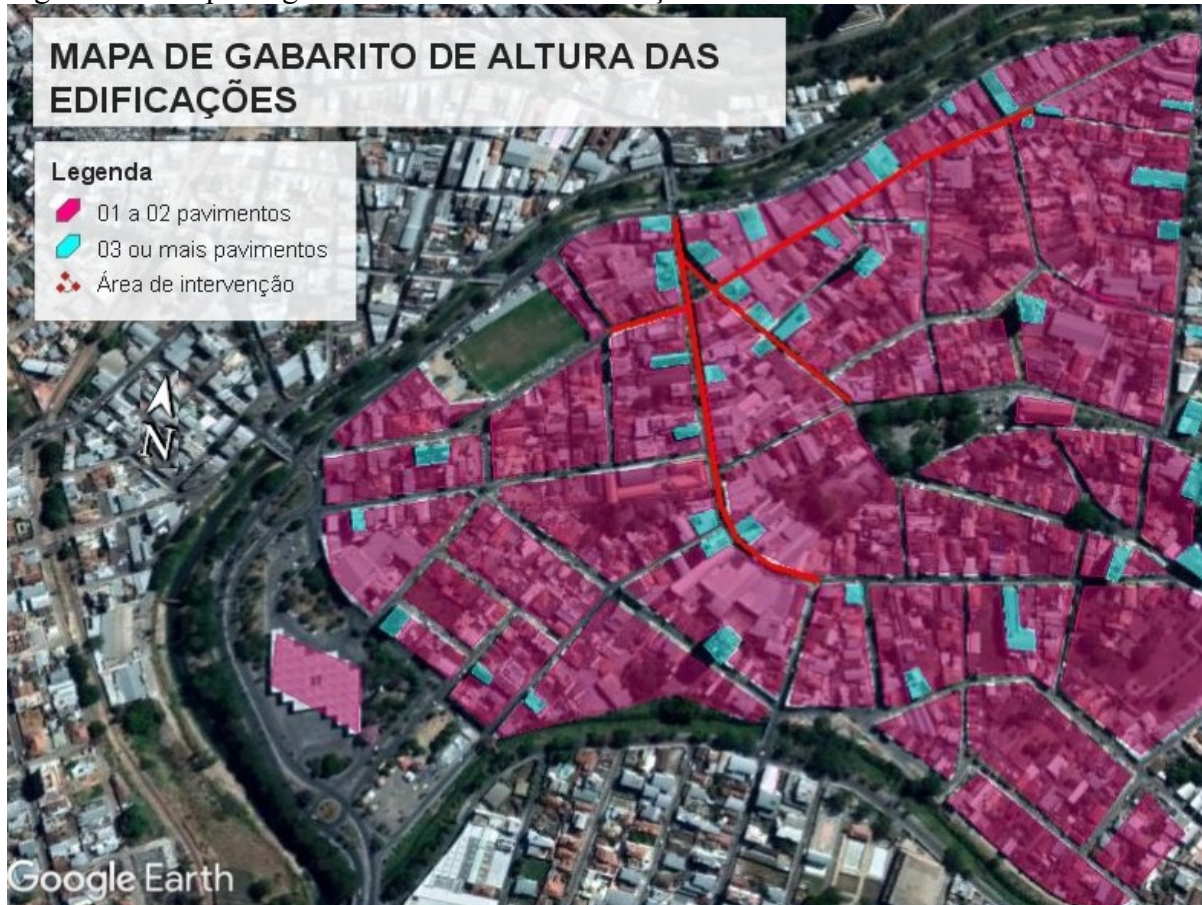 MAPA DE GABARITO DE ALTURA DAS
EDIFICAÇÕES
Legenda
01 a 02 pavimentos
03 ou mais pavimentos
Área de intervenção
N
Google Earth